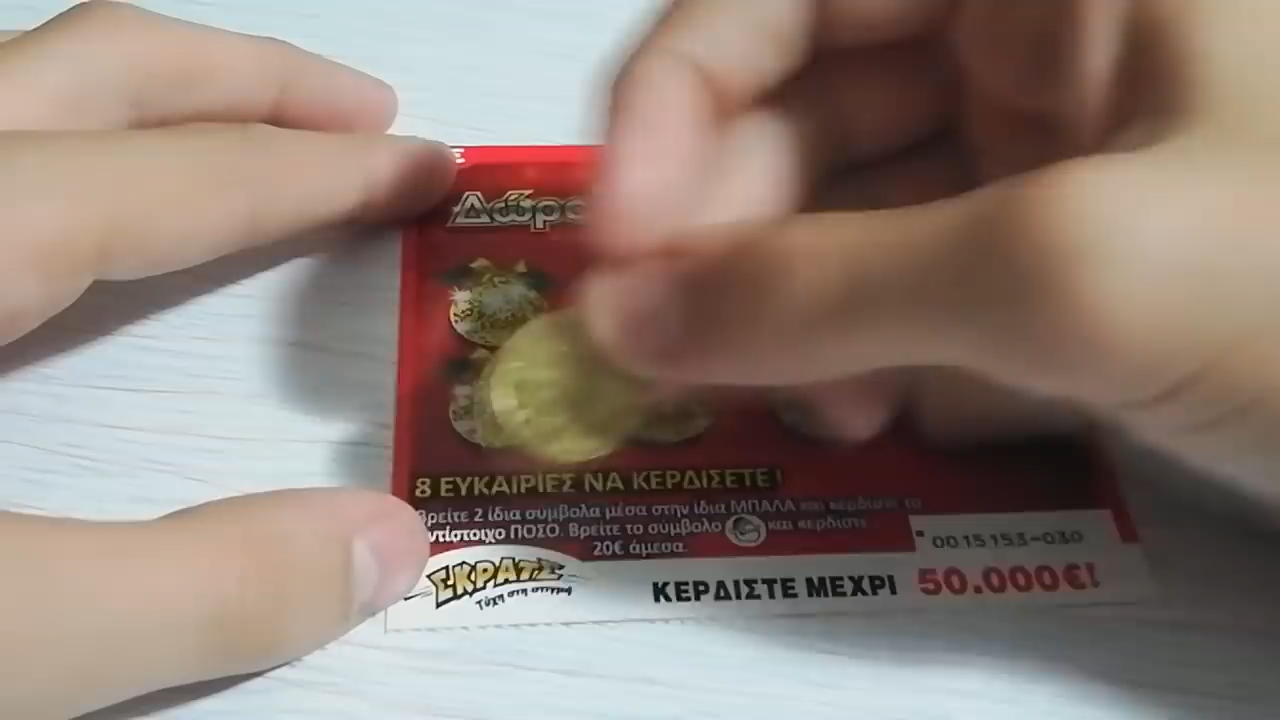 Δώρο
8 ΕΥΚΑΙΡΙΕΣ ΝΑ ΚΕΡΔΙΣΕΤΕ!
Βρείτε 2 ίδια σύμβολα μέσα στην ίδια ΜΠΑΛΑ και κερδίστε το
αντίστοιχο ΠΟΣΟ. Βρείτε το σύμβολο και κερδίστε
20€ άμεσα.
0015153-030
ΣΚΡΑΤΣ
Τύχη στη στιγμή
ΚΕΡΔΙΣΤΕ ΜΕΧΡΙ 50.000€!